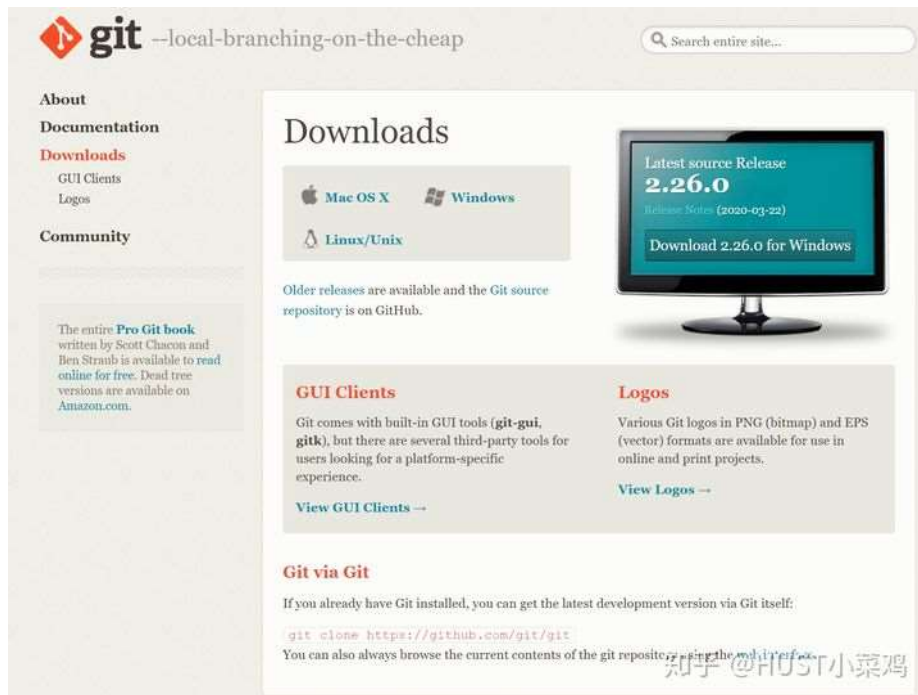 git --local-branching-on-the-cheap
Search entire site...
About
Documentation
Downloads
GUI Clients
Logos
Community
The entire Pro Git book
written by Scott Chacon and
Ben Straub is available to read
online for free. Dead tree
versions are available on
Amazon.com.
Downloads
Mac OS X
Windows
Linux/Unix
Older releases are available and the Git source
repository is on GitHub.
Latest source Release
2.26.0
Release Notes (2020-03-22)
Download 2.26.0 for Windows
GUI Clients
Git comes with built-in GUI tools (git-gui,
gitk), but there are several third-party tools for
users looking for a platform-specific
experience.
View GUI Clients →
Logos
Various Git logos in PNG (bitmap) and EPS
(vector) formats are available for use in
online and print projects.
View Logos →
Git via Git
If you already have Git installed, you can get the latest development version via Git itself:
git clone https://github.com/git/git
You can also always browse the current contents of the git repository using the web interface.
知乎 @HUST小菜鸡